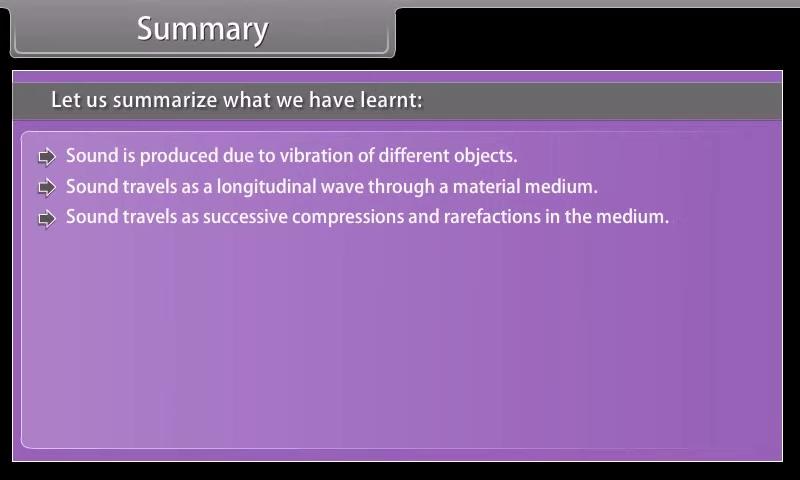 Summary
Let us summarize what we have learnt:
Sound is produced due to vibration of different objects.
Sound travels as a longitudinal wave through a material medium.
Sound travels as successive compressions and rarefactions in the medium.